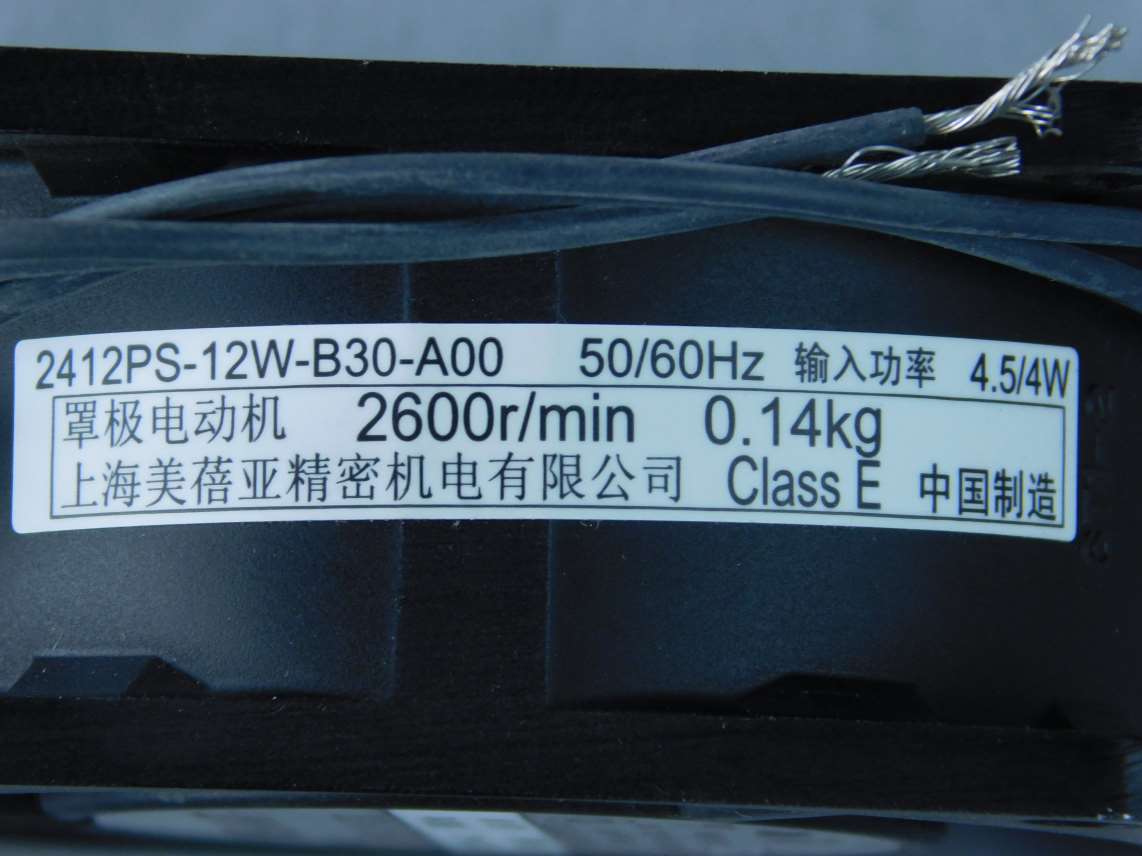 2412PS-12W-B30-A00 50/60Hz 输入功率 4.5/4W
罩极电动机 2600r/min 0.14kg
上海美蓓亚精密机电有限公司 Class E 中国制造